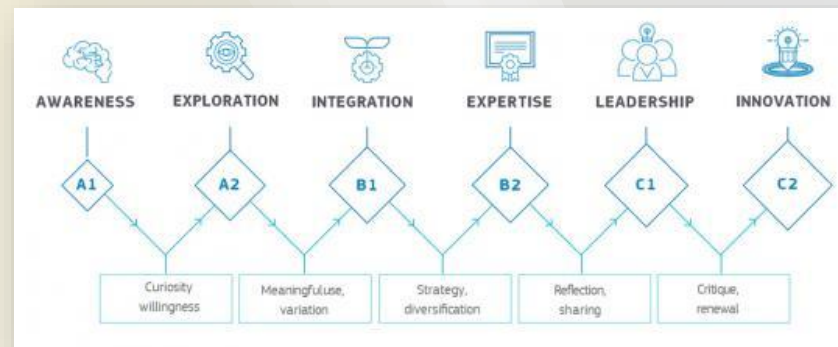 AWARENESS
EXPLORATION
INTEGRATION
EXPERTISE
LEADERSHIP
INNOVATION
A1
A2
B1
B2
C1
C2
Curiosity
willingness
Meaningfuluse,
variation
Strategy,
diversification
Reflection,
sharing
Critique,
renewal